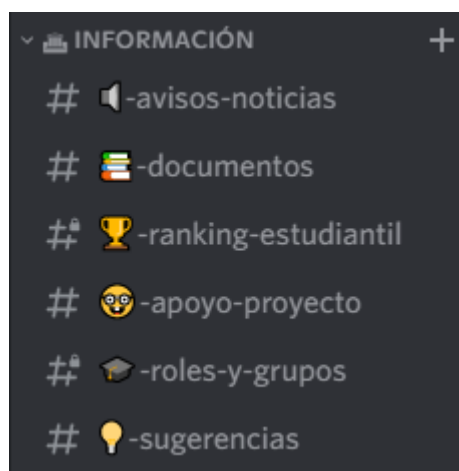 INFORMACIÓN +
# 🔈-avisos-noticias
# 📚-documentos
# 🏆-ranking-estudiantil
# 🤓-apoyo-proyecto
# 🎓-roles-y-grupos
# 💡-sugerencias